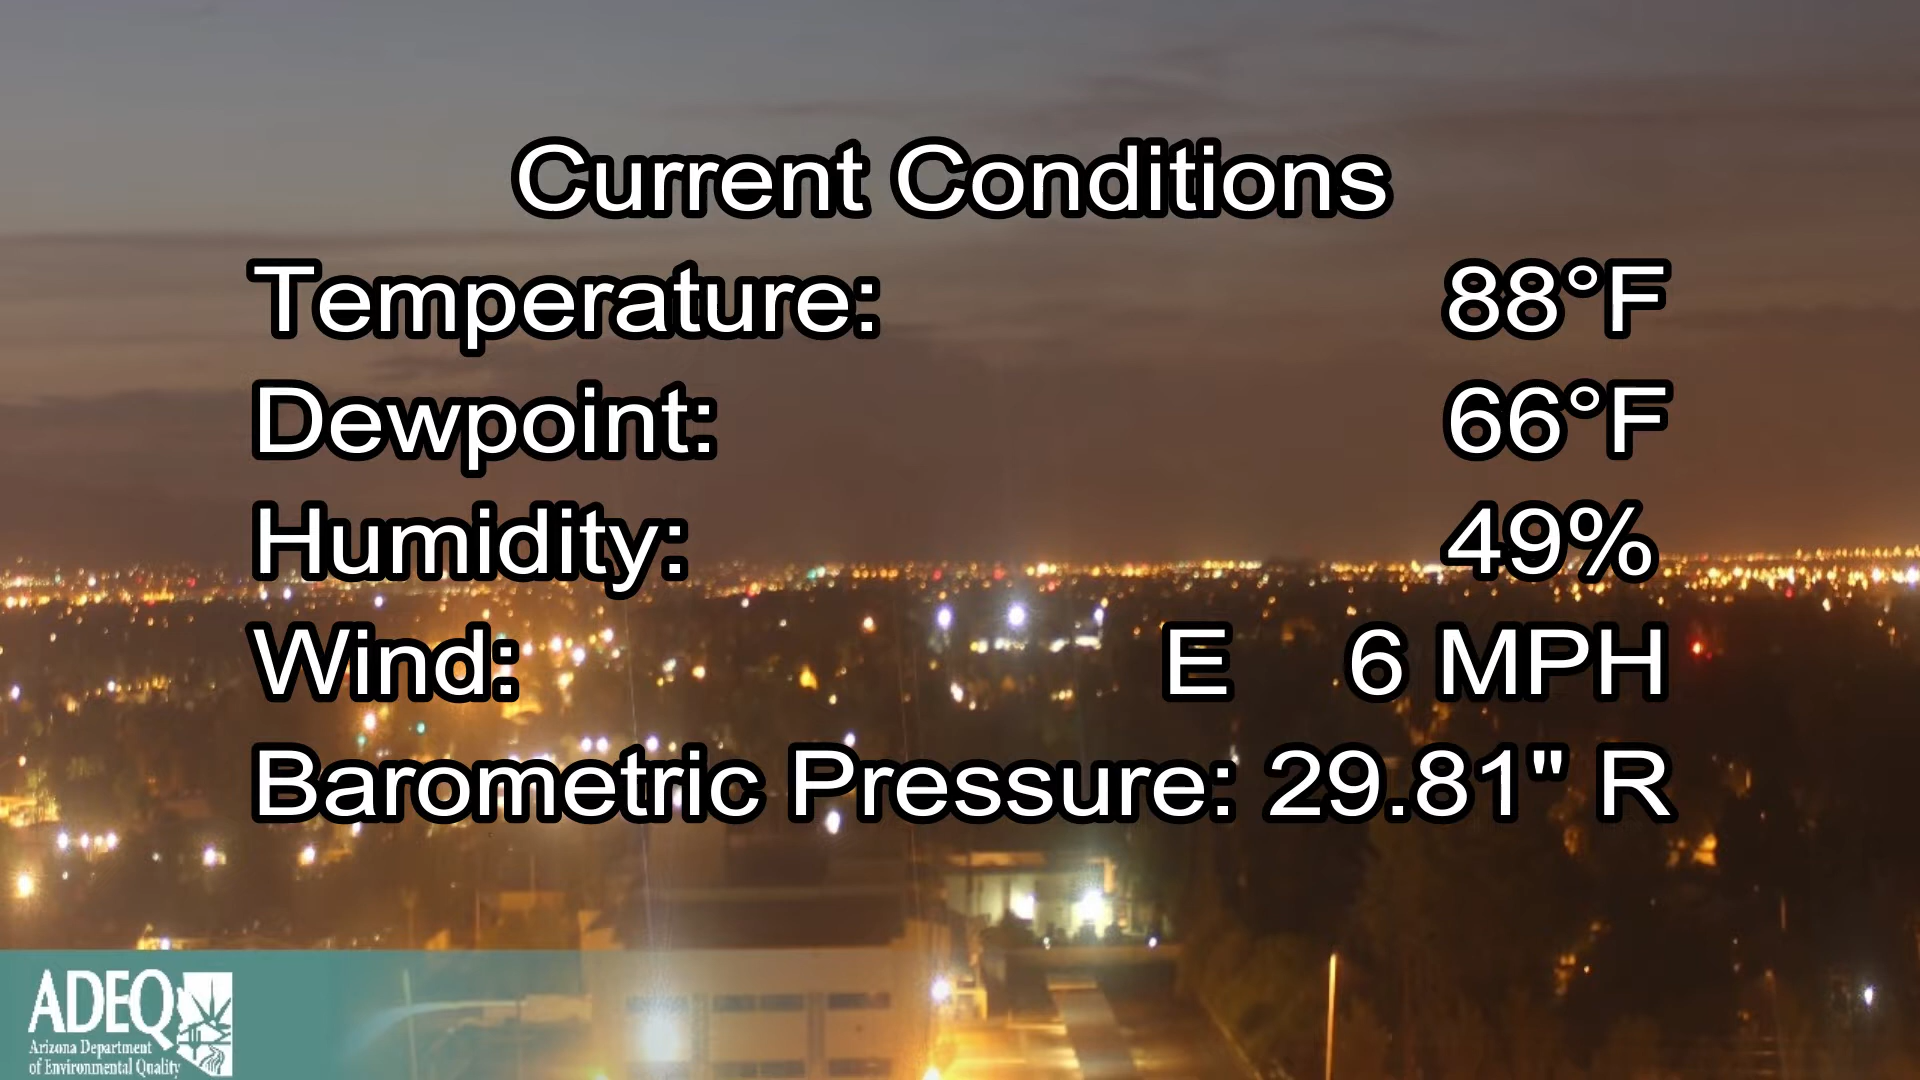 Current Conditions
Temperature: 88°F
Dewpoint: 66°F
Humidity: 49%
Wind: E 6 MPH
Barometric Pressure: 29.81" R
ADEQ
Arizona Department
of Environmental Quality